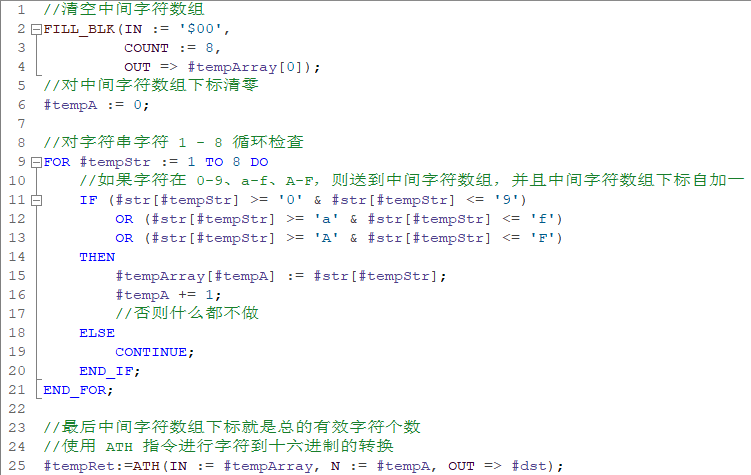 1 //清空中间字符数组
2 FILL_BLK(IN := '$00',
3 COUNT := 8,
4 OUT => #tempArray[0]);
5 //对中间字符数组下标清零
6 #tempA := 0;
7
8 //对字符串字符 1 - 8 循环检查
9 FOR #tempStr := 1 TO 8 DO
10 //如果字符在 0-9、a-f、A-F，则送到中间字符数组，并且中间字符数组下标自加一
11 IF (#str[#tempStr] >= '0' & #str[#tempStr] <= '9')
12 OR (#str[#tempStr] >= 'a' & #str[#tempStr] <= 'f')
13 OR (#str[#tempStr] >= 'A' & #str[#tempStr] <= 'F')
14 THEN
15 #tempArray[#tempA] := #str[#tempStr];
16 #tempA += 1;
17 //否则什么都不做
18 ELSE
19 CONTINUE;
20 END_IF;
21 END_FOR;
22
23 //最后中间字符数组下标就是总的有效字符个数
24 //使用 ATH 指令进行字符到十六进制的转换
25 #tempRet:=ATH(IN := #tempArray, N := #tempA, OUT => #dst);